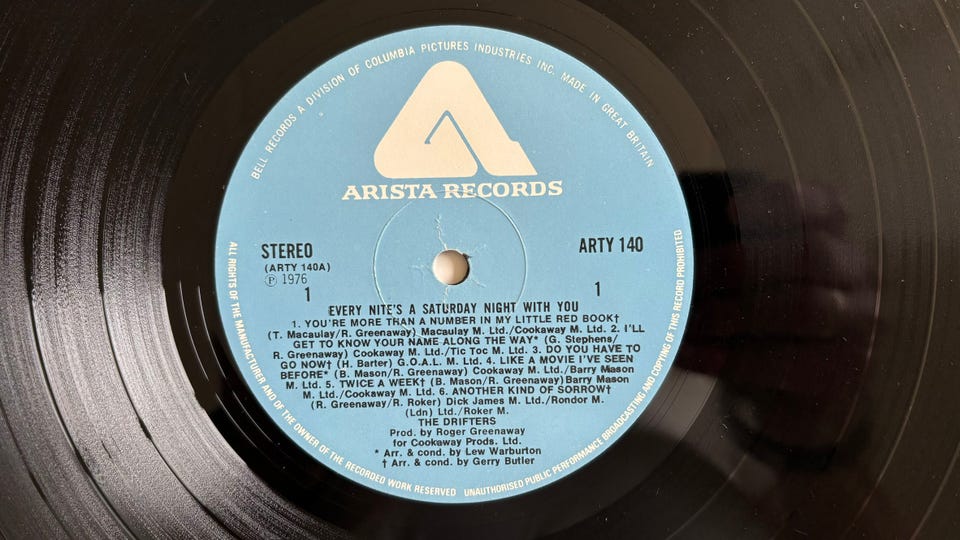 BELL RECORDS A DIVISION OF COLUMBIA PICTURES INDUSTRIES INC. MADE IN GREAT BRITAIN
ARISTA RECORDS
STEREO
ARTY 140
(ARTY 140A)
Ⓟ 1976
1
1
EVERY NITE'S A SATURDAY NIGHT WITH YOU
1. YOU'RE MORE THAN A NUMBER IN MY LITTLE RED BOOK†
(T. Macaulay/R. Greenaway) Macaulay M. Ltd./Cookaway M. Ltd. 2. I'LL
GET TO KNOW YOUR NAME ALONG THE WAY* (G. Stephens/
R. Greenaway) Cookaway M. Ltd./Tic Toc M. Ltd. 3. DO YOU HAVE TO
GO NOW† (H. Barter) G.O.A.L. M. Ltd. 4. LIKE A MOVIE I'VE SEEN
BEFORE* (B. Mason/R. Greenaway) Cookaway M. Ltd./Barry Mason
M. Ltd. 5. TWICE A WEEK† (B. Mason/R. Greenaway) Barry Mason
M. Ltd./Cookaway M. Ltd. 6. ANOTHER KIND OF SORROW†
(R. Greenaway/R. Roker) Dick James M. Ltd./Rondor M.
(Ldn) Ltd./Roker M.
THE DRIFTERS
Prod. by Roger Greenaway
for Cookaway Prods. Ltd.
* Arr. & cond. by Lew Warburton
† Arr. & cond. by Gerry Butler
ALL RIGHTS OF THE MANUFACTURER AND OF THE OWNER OF THE RECORDED WORK RESERVED UNAUTHORISED PUBLIC PERFORMANCE BROADCASTING AND COPYING OF THIS RECORD PROHIBITED